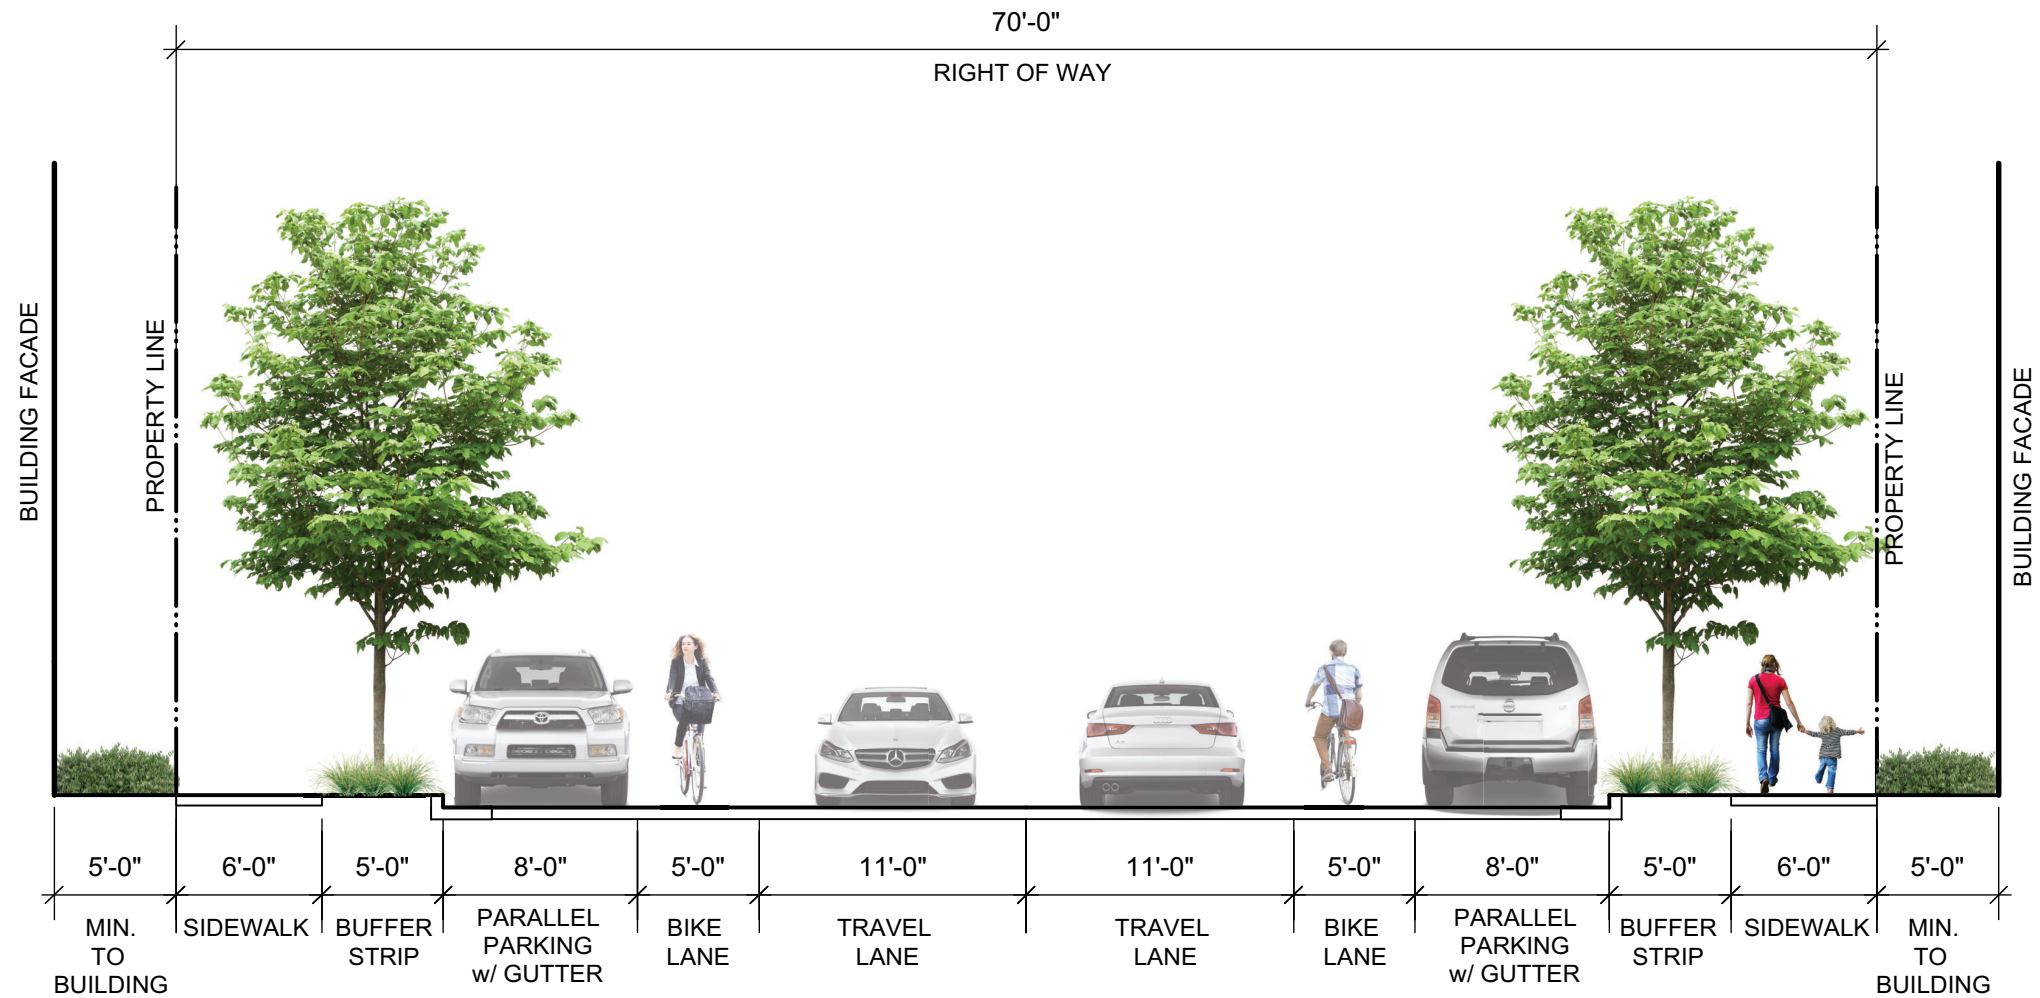 70'-0"
RIGHT OF WAY
BUILDING FACADE
PROPERTY LINE
PROPERTY LINE
BUILDING FACADE
5'-0"
6'-0"
5'-0"
8'-0"
5'-0"
11'-0"
11'-0"
5'-0"
8'-0"
5'-0"
6'-0"
5'-0"
MIN.
TO
BUILDING
SIDEWALK
BUFFER
STRIP
PARALLEL
PARKING
w/ GUTTER
BIKE
LANE
TRAVEL
LANE
TRAVEL
LANE
BIKE
LANE
PARALLEL
PARKING
w/ GUTTER
BUFFER
STRIP
SIDEWALK
MIN.
TO
BUILDING